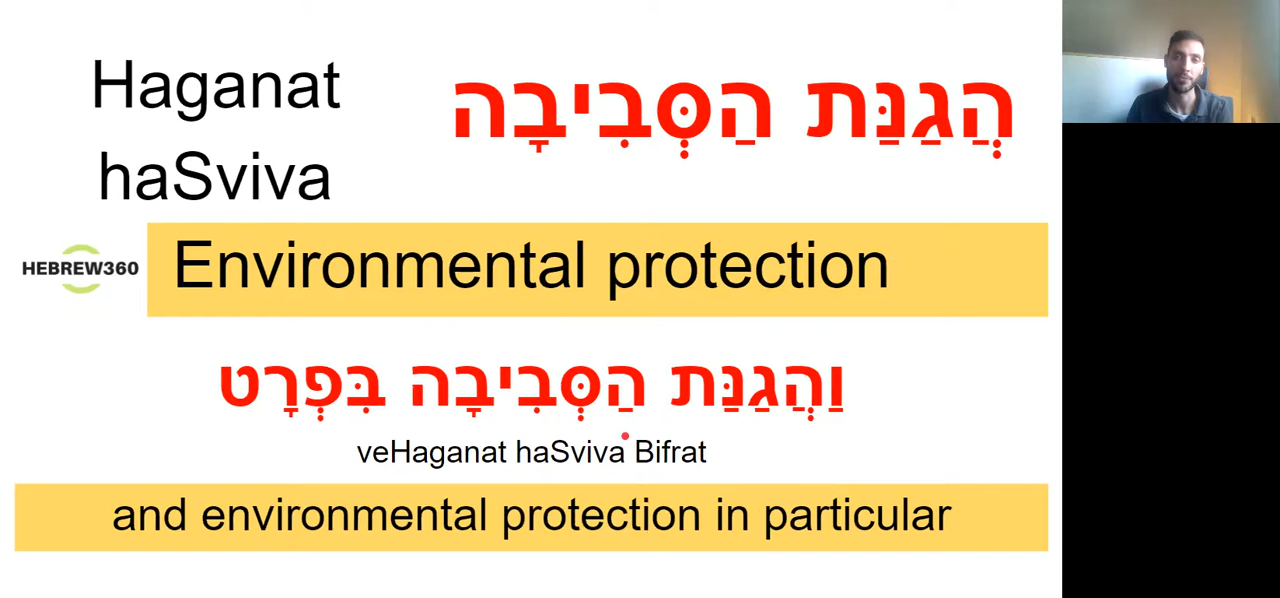 Haganat
haSviva
הֲגַנַּת הַסְּבִיבָה
HEBREW360
Environmental protection
וַהֲגַנַּת הַסְּבִיבָה בִּפְרָט
veHaganat haSviva Bifrat
and environmental protection in particular